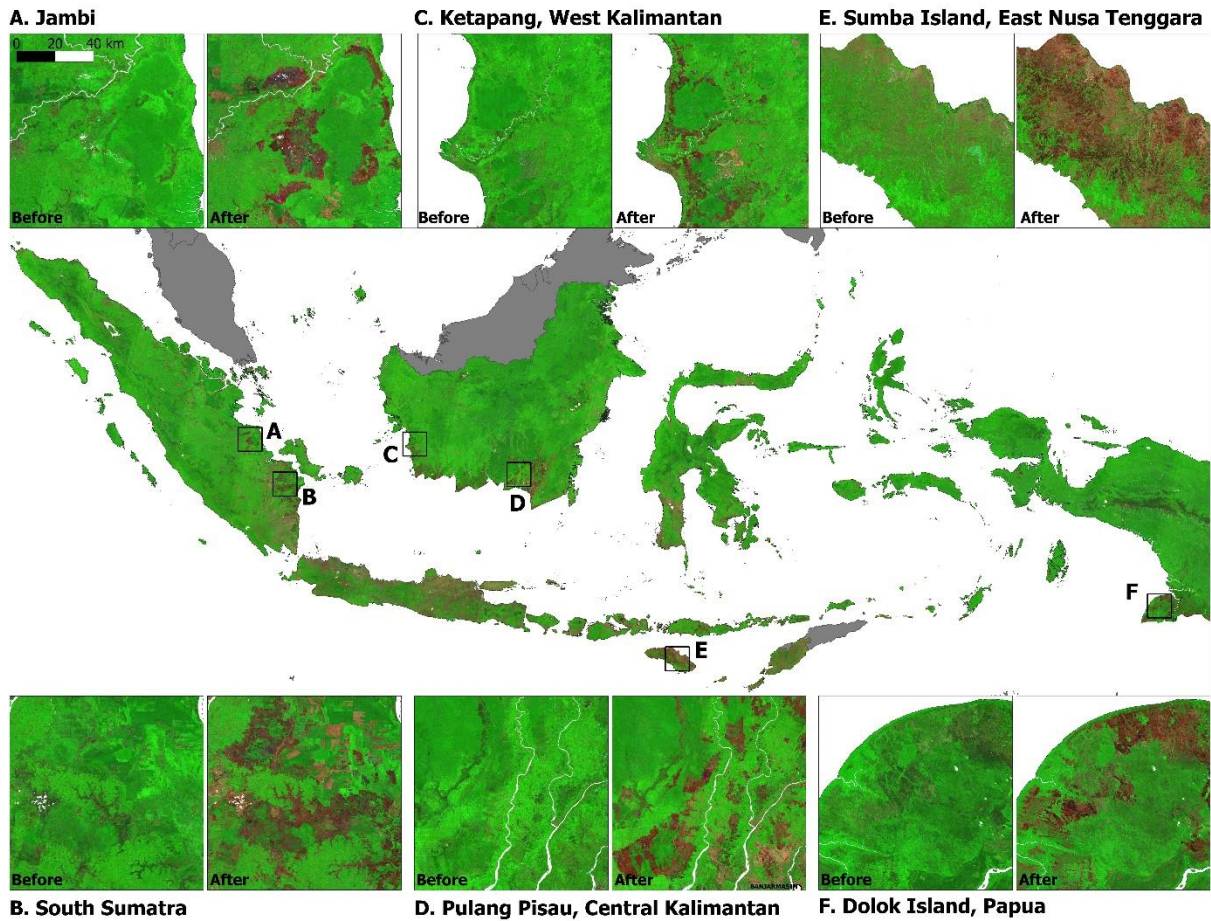 A. Jambi
C. Ketapang, West Kalimantan
E. Sumba Island, East Nusa Tenggara
0 20 40 km
Before
After
Before
After
Before
After
A
B
C
D
E
F
Before
After
Before
After
BANJARMASIN
Before
After
B. South Sumatra
D. Pulang Pisau, Central Kalimantan
F. Dolok Island, Papua